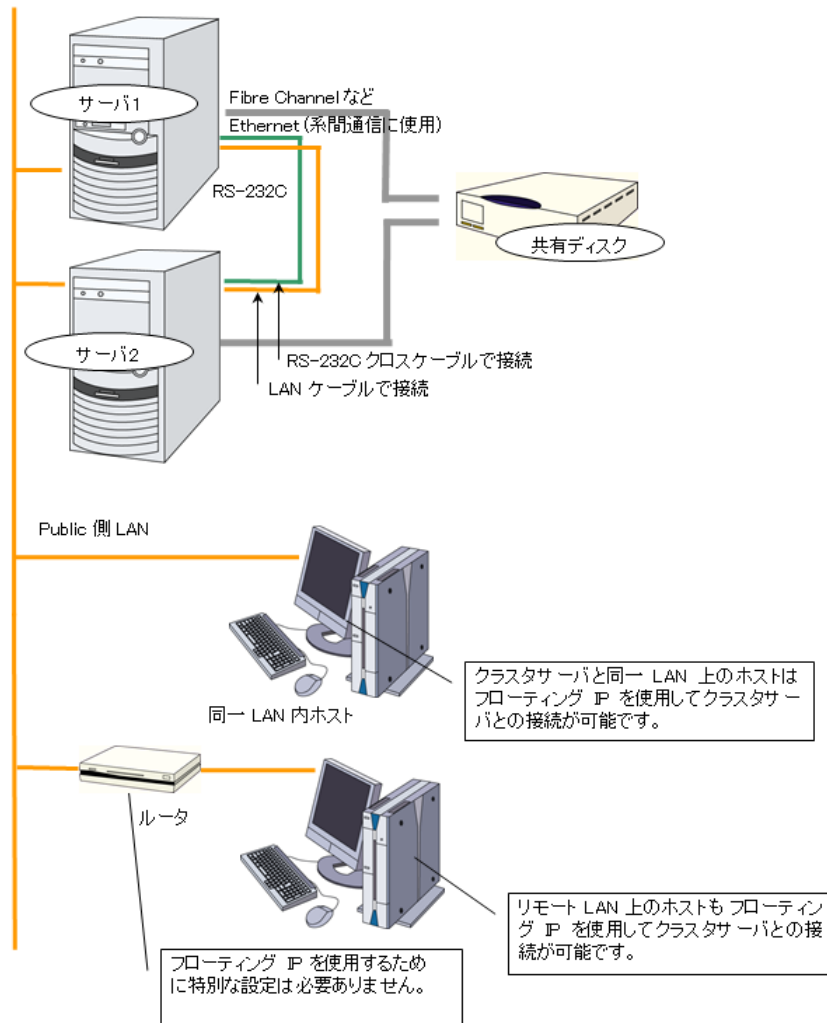 サーバ1
Fibre Channelなど
Ethernet(系間通信に使用)
RS-232C
共有ディスク
サーバ2
RS-232C クロスケーブルで接続
LAN ケーブルで接続
Public 側 LAN
クラスタサーバと同一 LAN 上のホストは
フローティング IP を使用してクラスタサー
バとの接続が可能です。
同一 LAN 内ホスト
ルータ
リモート LAN 上のホストも フローティン
グ IP を使用してクラスタサーバとの接
続が可能です。
フローティング IP を使用するため
に特別な設定は必要ありません。